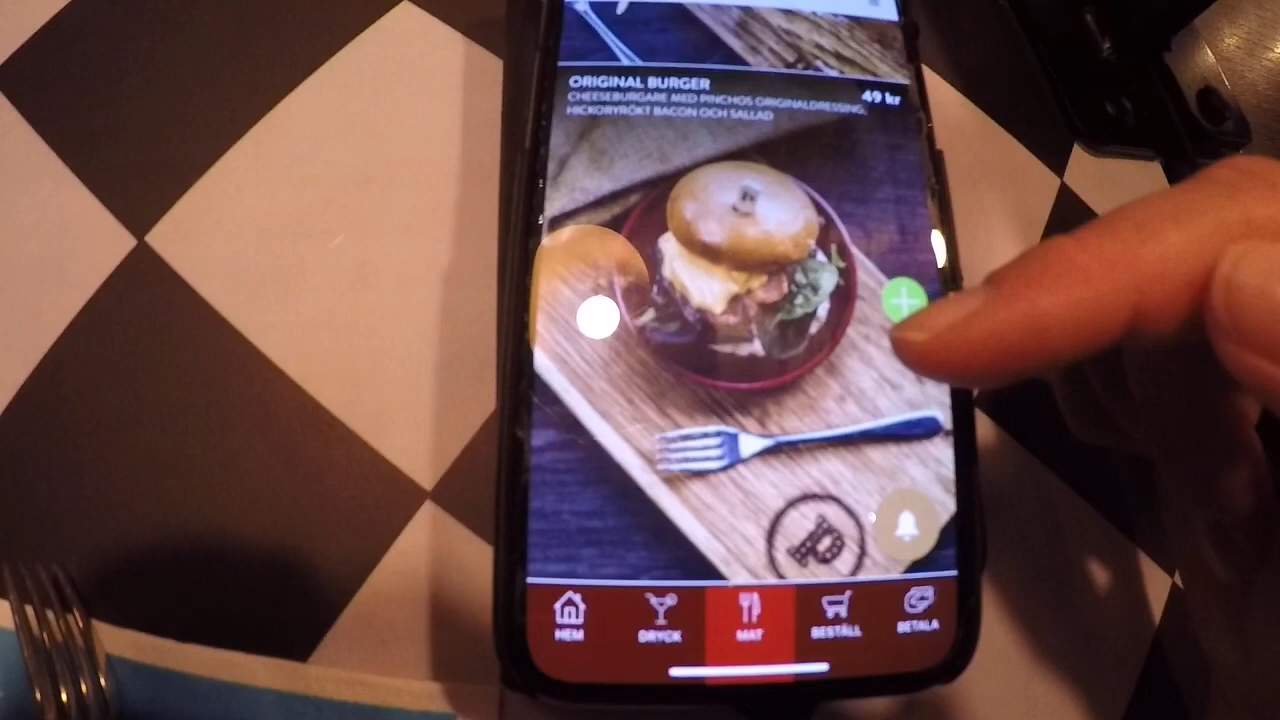 ORIGINAL BURGER
49 kr
CHEESEBURGARE MED PINCHOS ORIGINALDRESSING,
HICKORYRÖKT BACON OCH SALLAD
HEM
DRYCK
MAT
BESTÄLL
BETALA